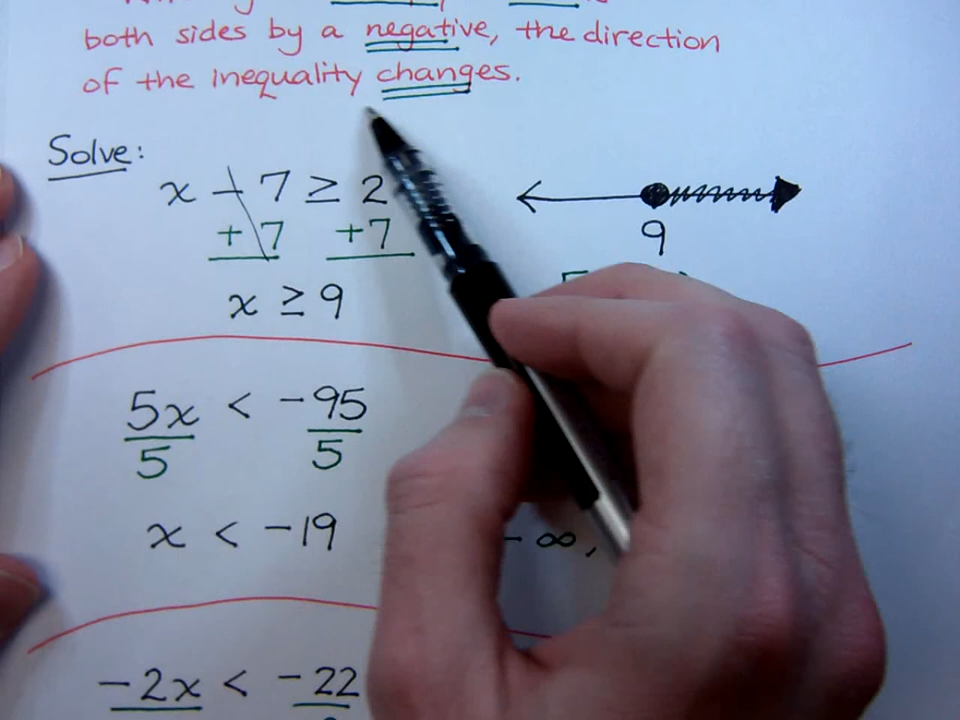 both sides by a negative, the direction
of the inequality changes.
Solve:
x - 7 ≥ 2
+ 7 +7
x ≥ 9
9
5x < -95
5 5
x < -19
- ∞,
-2x < -22